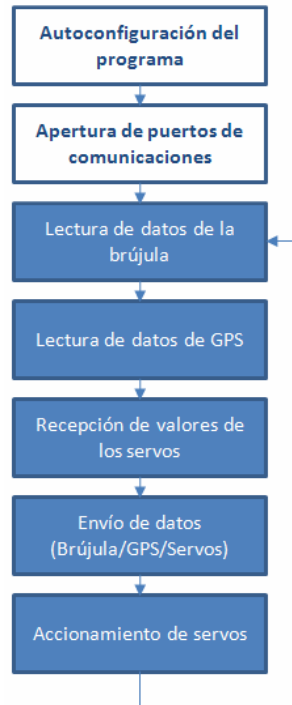 Autoconfiguración del
programa
Apertura de puertos de
comunicaciones
Lectura de datos de la
brújula
Lectura de datos de GPS
Recepción de valores de
los servos
Envío de datos
(Brújula/GPS/Servos)
Accionamiento de servos